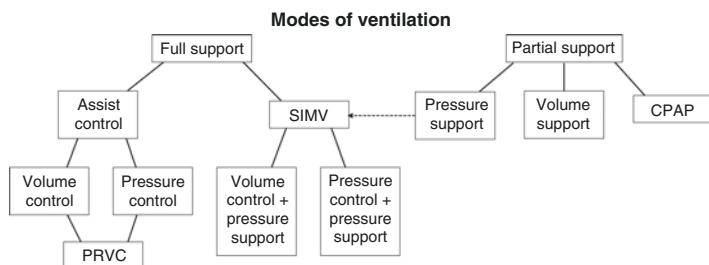 Modes of ventilation
Full support
Partial support
Assist
control
SIMV
Pressure
support
Volume
support
CPAP
Volume
control
Pressure
control
Volume
control +
pressure
support
Pressure
control +
pressure
support
PRVC